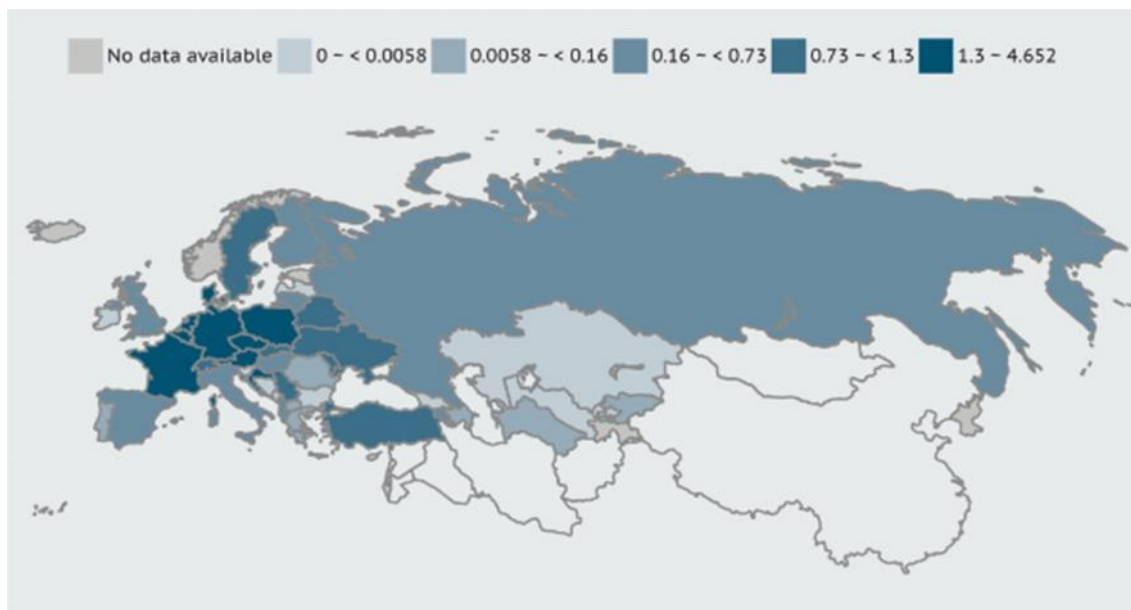 No data available 0 ~ < 0.0058 0.0058 ~ < 0.16 0.16 ~ < 0.73 0.73 ~ < 1.3 1.3 ~ 4.652